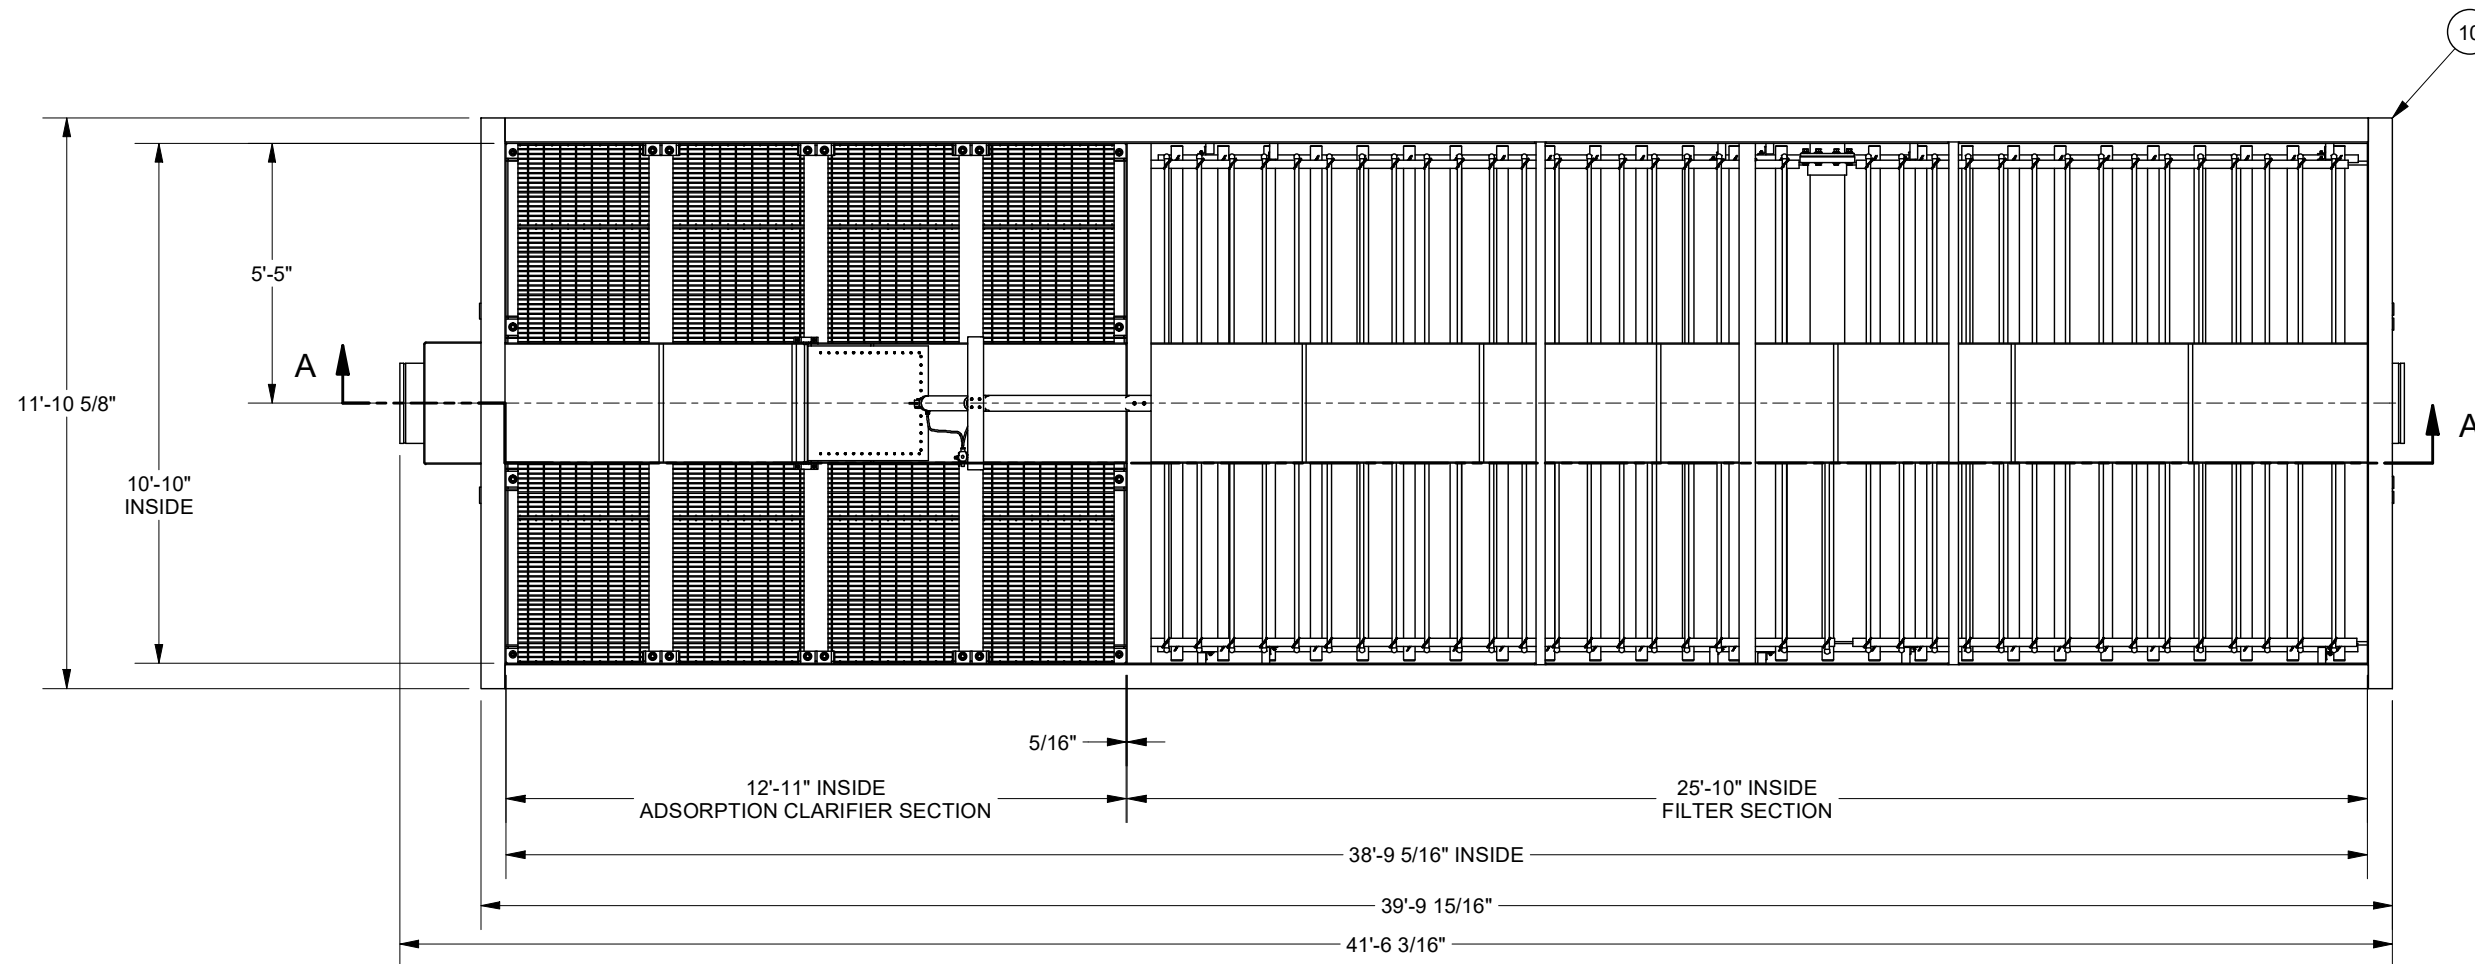 10
A
A
5'-5"
11'-10 5/8"
10'-10"
INSIDE
5/16"
12'-11" INSIDE
ADSORPTION CLARIFIER SECTION
25'-10" INSIDE
FILTER SECTION
38'-9 5/16" INSIDE
39'-9 15/16"
41'-6 3/16"